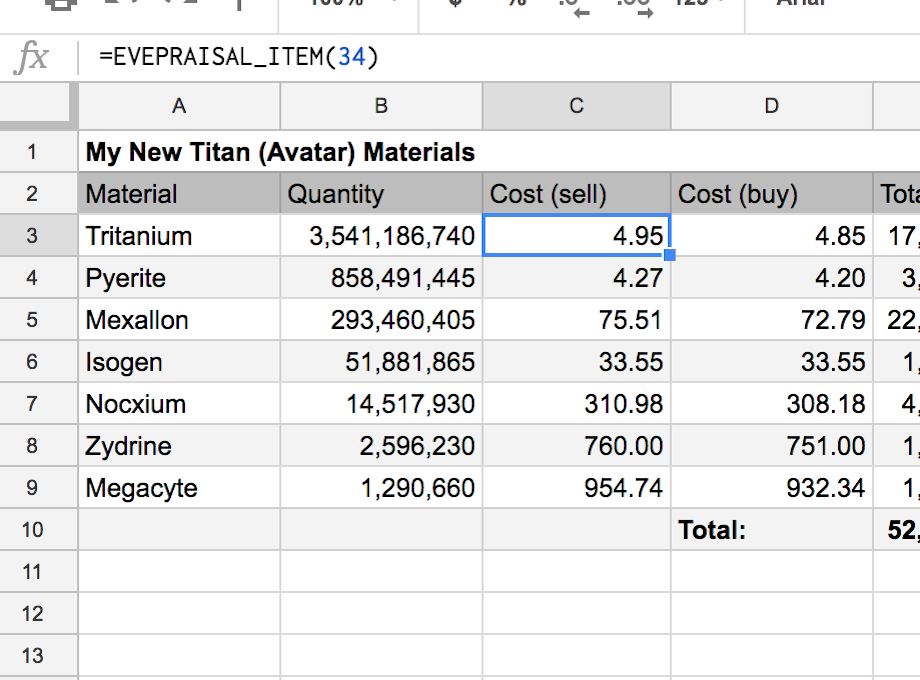 100%
$ % .0 .00 123
Arial
fx =EVEPRAISAL_ITEM(34)
A B C D
1 My New Titan (Avatar) Materials
2 Material Quantity Cost (sell) Cost (buy) Tota
3 Tritanium 3,541,186,740 4.95 4.85 17,
4 Pyerite 858,491,445 4.27 4.20 3,
5 Mexallon 293,460,405 75.51 72.79 22,
6 Isogen 51,881,865 33.55 33.55 1,
7 Nocxium 14,517,930 310.98 308.18 4,
8 Zydrine 2,596,230 760.00 751.00 1,
9 Megacyte 1,290,660 954.74 932.34 1,
10 Total: 52,
11
12
13